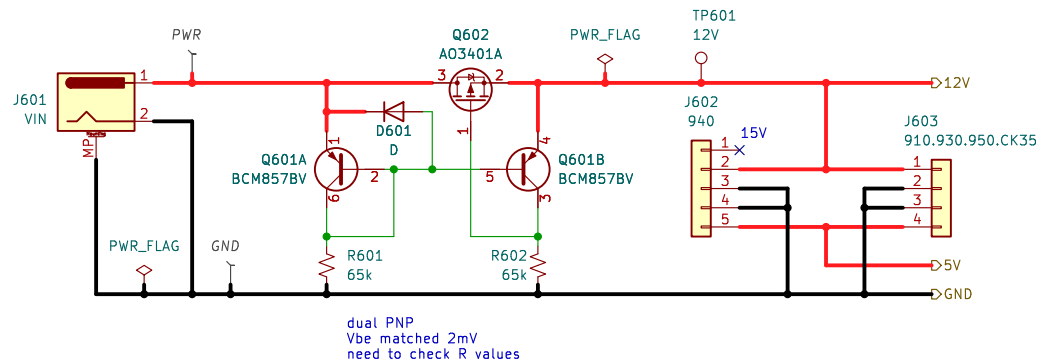 TP601
12V
PWR
Q602
AO3401A
PWR_FLAG
1
3
2
12V
J601
VIN
2
D601
D
1
J602
940
15V
J603
910.930.950.CK35
MP
1
4
1
Q601A
BCM857BV
2
5
Q601B
BCM857BV
2
3
4
5
1
2
3
4
6
3
PWR_FLAG
GND
R601
65k
R602
65k
5V
GND
dual PNP
Vbe matched 2mV
need to check R values